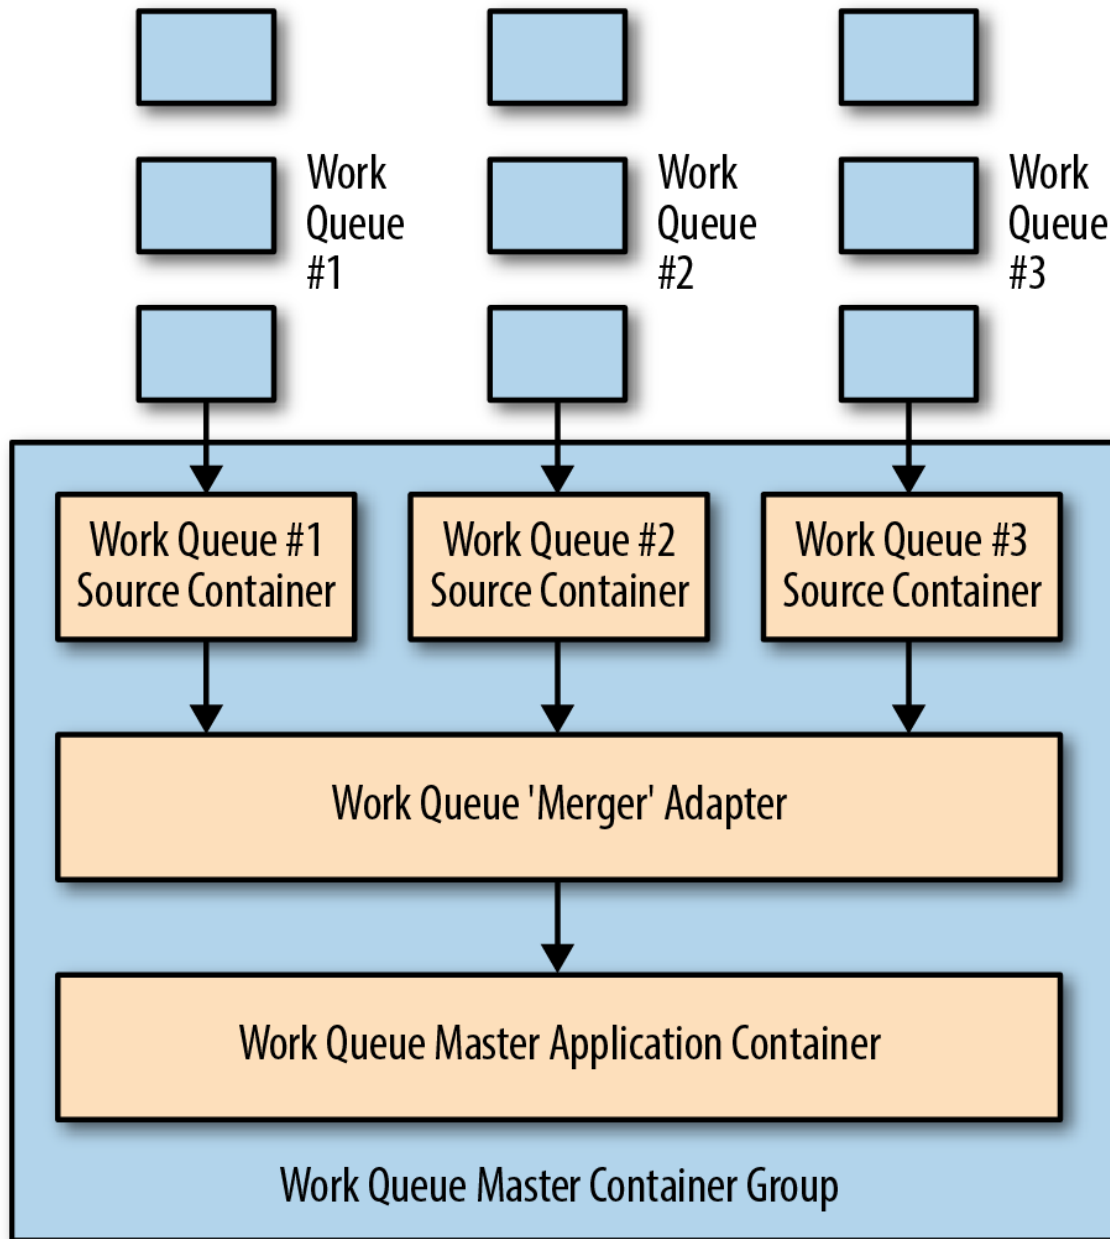 Work
Queue
#1
Work
Queue
#2
Work
Queue
#3
Work Queue #1
Source Container
Work Queue #2
Source Container
Work Queue #3
Source Container
Work Queue 'Merger' Adapter
Work Queue Master Application Container
Work Queue Master Container Group